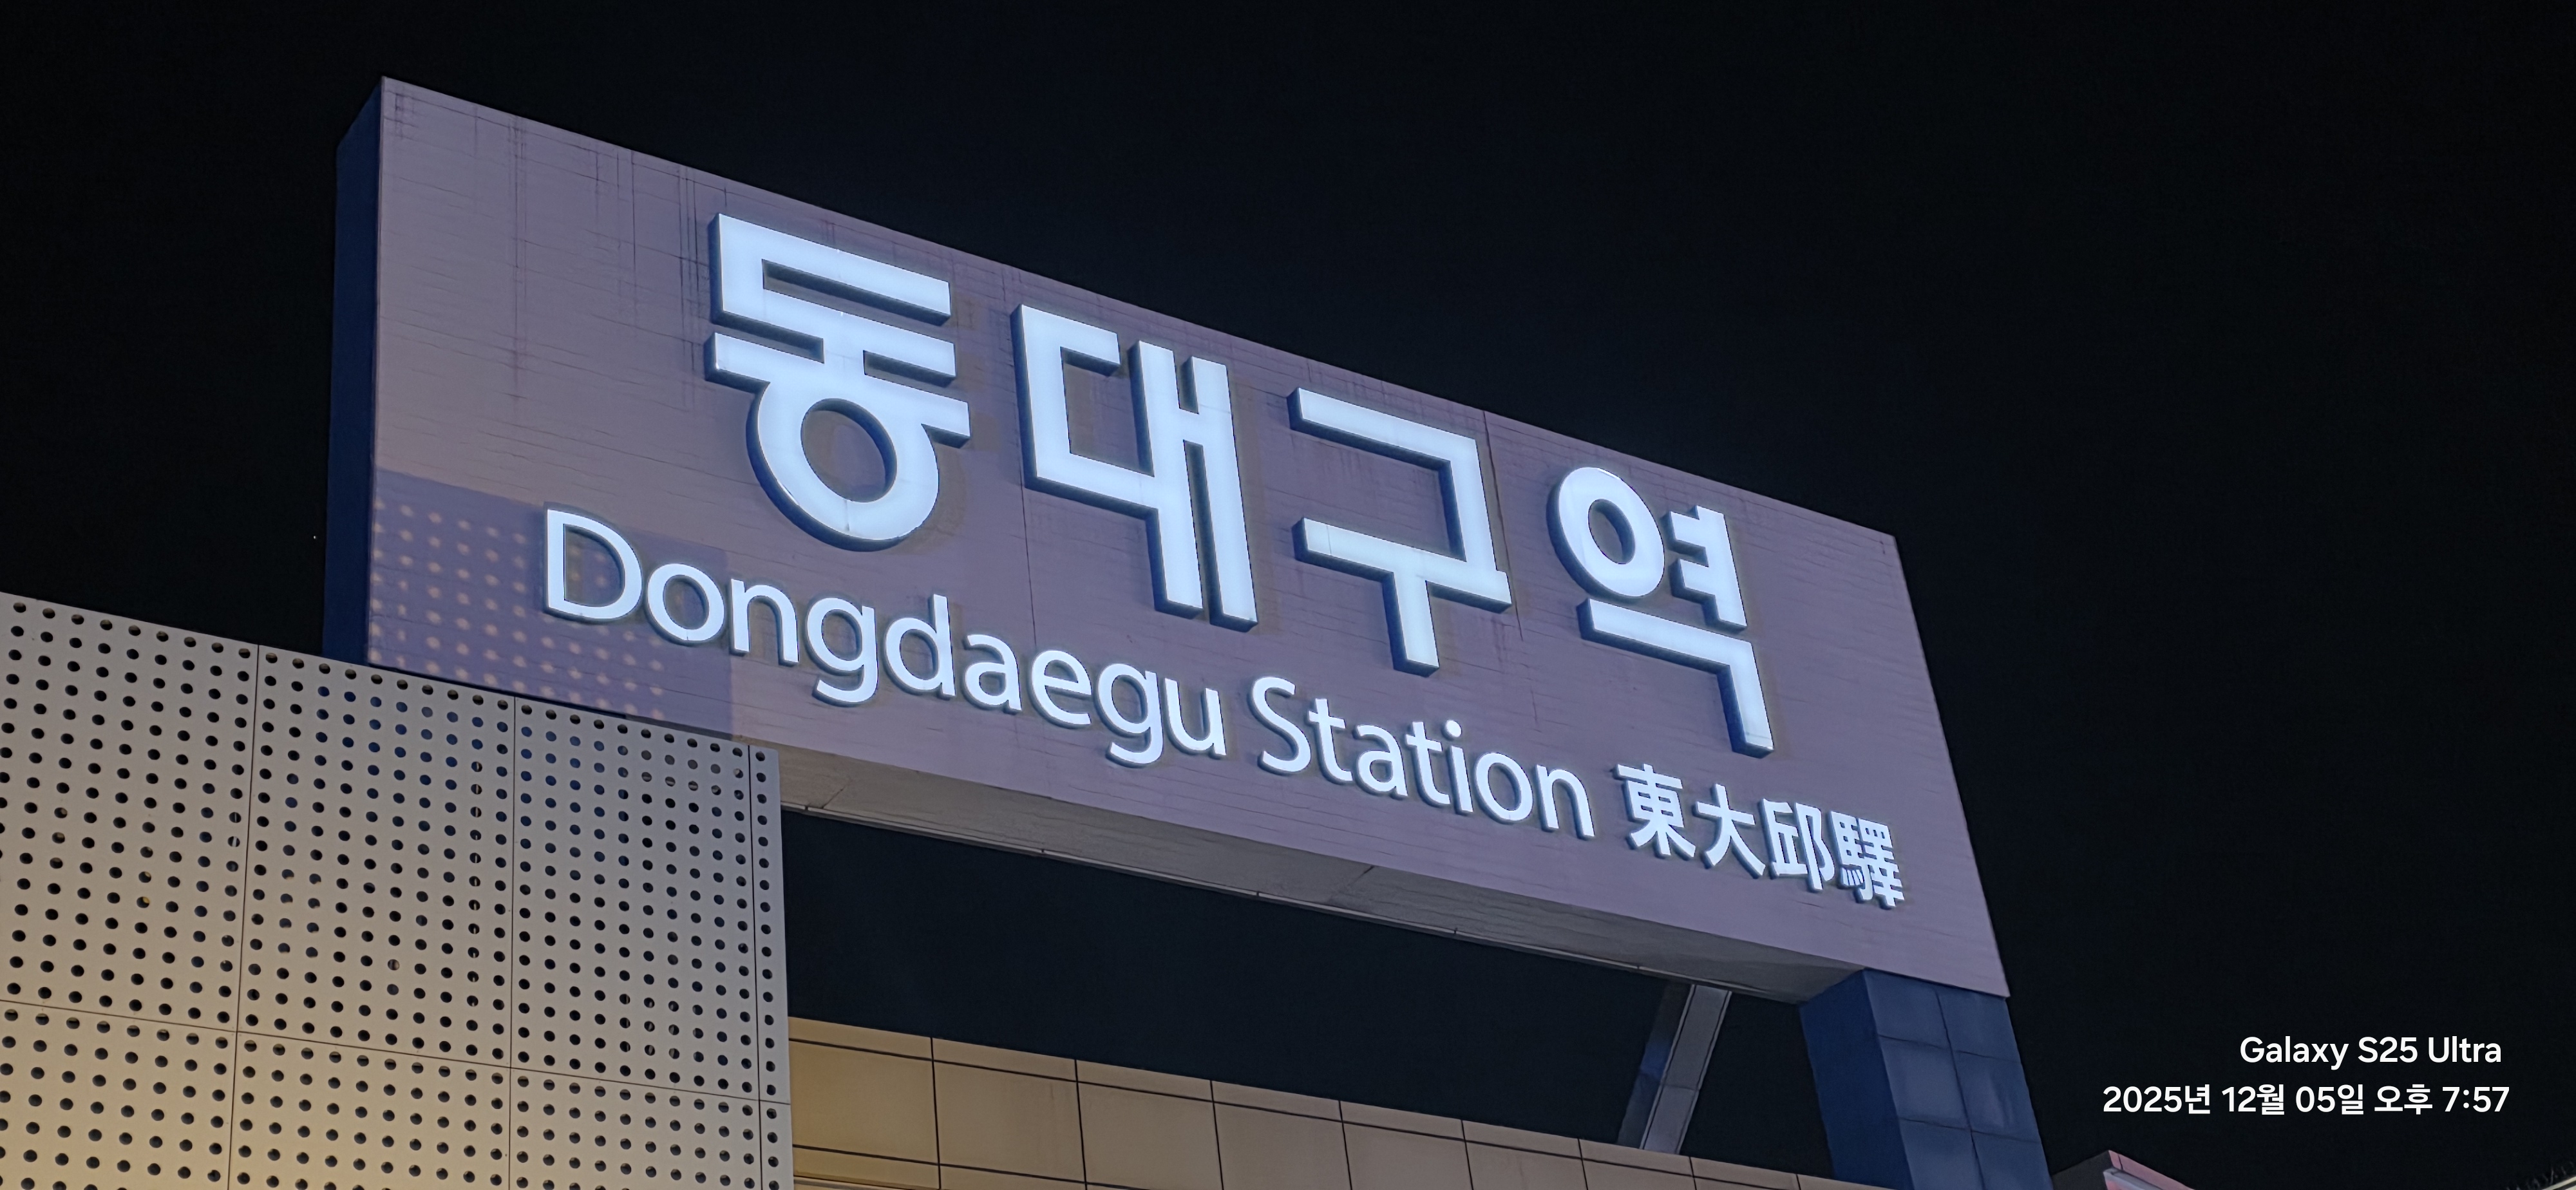 동대구역
Dongdaegu Station 東大邱驛
Galaxy S25 Ultra
2025년 12월 05일 오후 7:57